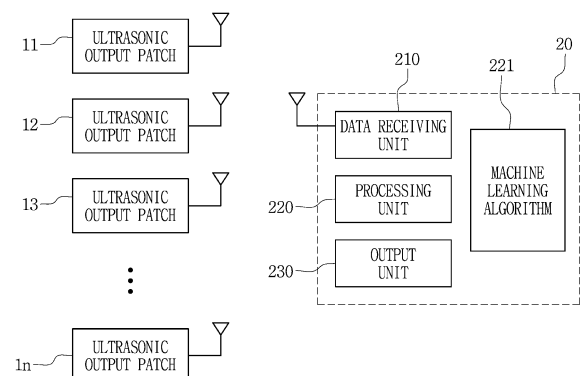 11
ULTRASONIC
OUTPUT PATCH
12
ULTRASONIC
OUTPUT PATCH
13
ULTRASONIC
OUTPUT PATCH
1n
ULTRASONIC
OUTPUT PATCH
20
210
DATA RECEIVING
UNIT
220
PROCESSING
UNIT
230
OUTPUT
UNIT
221
MACHINE
LEARNING
ALGORITHM